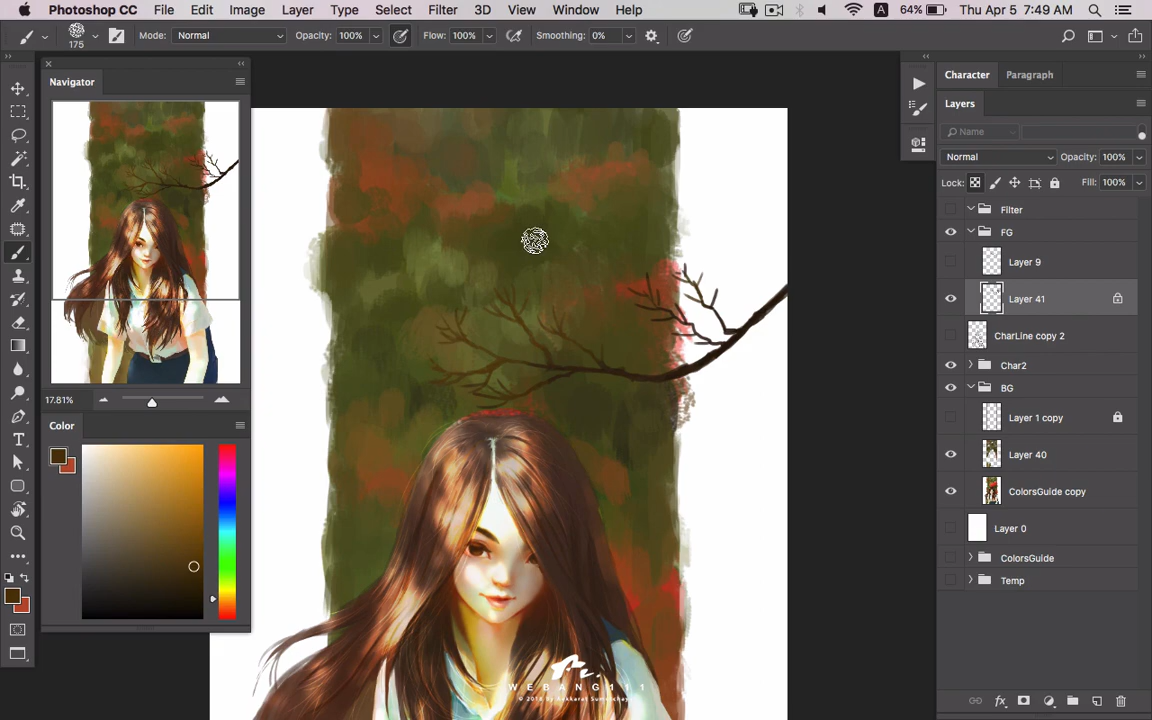 Photoshop CC File Edit Image Layer Type Select Filter 3D View Window Help A 64% Thu Apr 5 7:49 AM
175 Mode: Normal Opacity: 100% Flow: 100% Smoothing: 0%
Navigator
17.81%
Color
Character Paragraph
Layers
Name
Normal Opacity: 100%
Lock: Fill: 100%
Filter
FG
Layer 9
Layer 41
CharLine copy 2
Char2
BG
Layer 1 copy
Layer 40
ColorsGuide copy
Layer 0
ColorsGuide
Temp
fx
WEBANG111